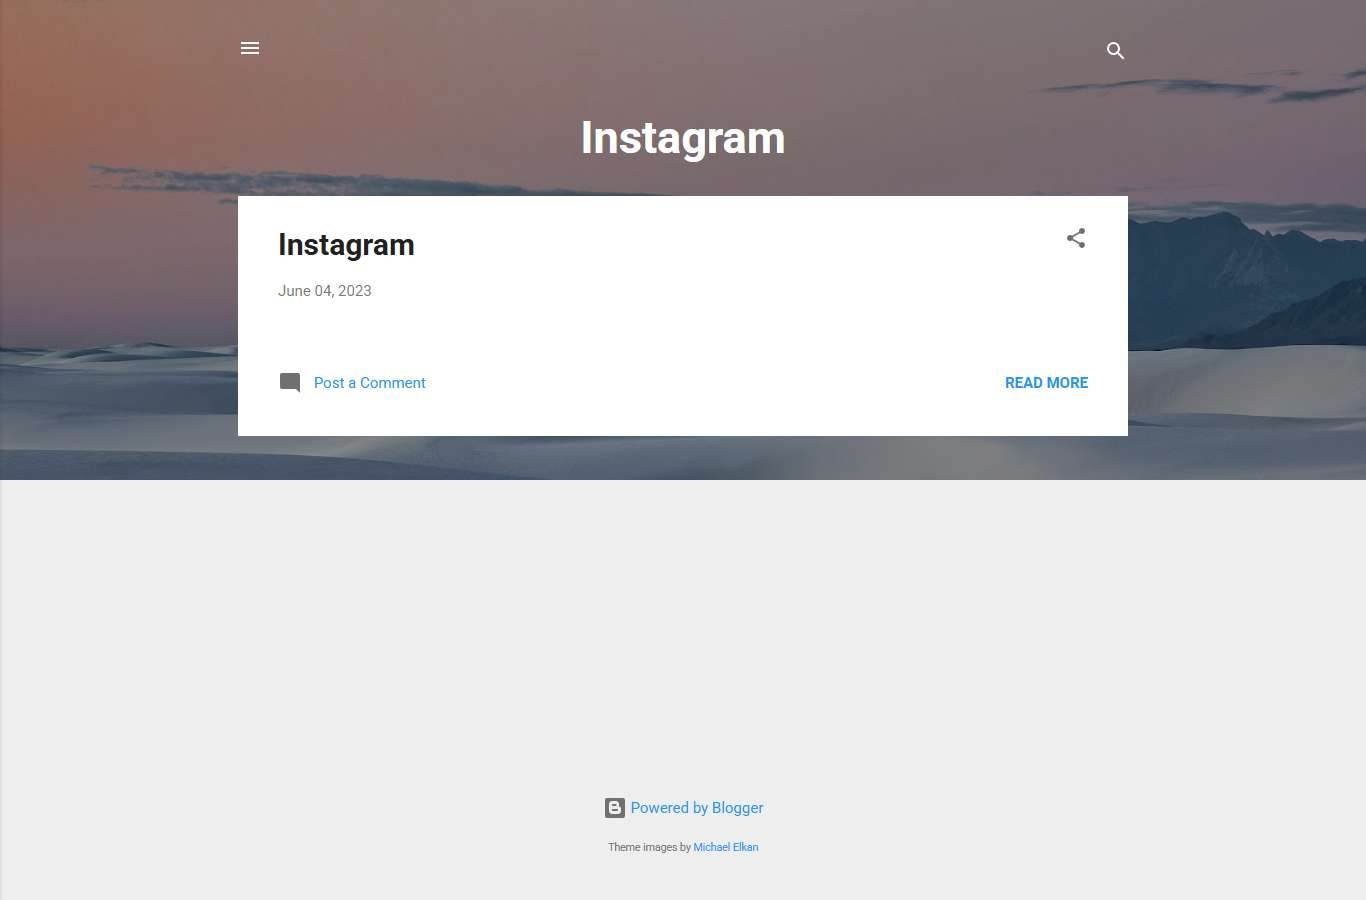 Instagram
Instagram
June 04, 2023
Post a Comment
READ MORE
Powered by Blogger
Theme images by Michael Elkan